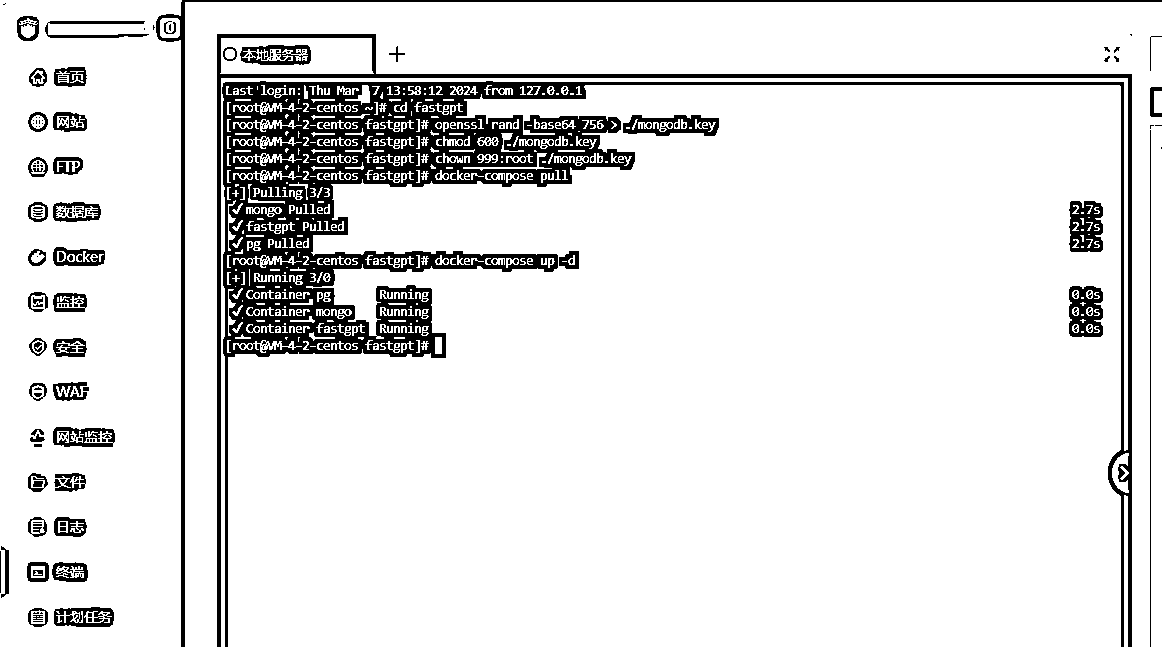 0
首页
网站
FTP
数据库
Docker
监控
安全
WAF
网站监控
文件
日志
终端
计划任务
本地服务器
Last login: Thu Mar  7 13:58:12 2024 from 127.0.0.1
[root@VM-4-2-centos ~]# cd fastgpt
[root@VM-4-2-centos fastgpt]# openssl rand -base64 756 > ./mongodb.key
[root@VM-4-2-centos fastgpt]# chmod 600 ./mongodb.key
[root@VM-4-2-centos fastgpt]# chown 999:root ./mongodb.key
[root@VM-4-2-centos fastgpt]# docker-compose pull
[+] Pulling 3/3
✔ mongo Pulled 2.7s
✔ fastgpt Pulled 2.7s
✔ pg Pulled 2.7s
[root@VM-4-2-centos fastgpt]# docker-compose up -d
[+] Running 3/0
✔ Container pg Running 0.0s
✔ Container mongo Running 0.0s
✔ Container fastgpt Running 0.0s
[root@VM-4-2-centos fastgpt]#